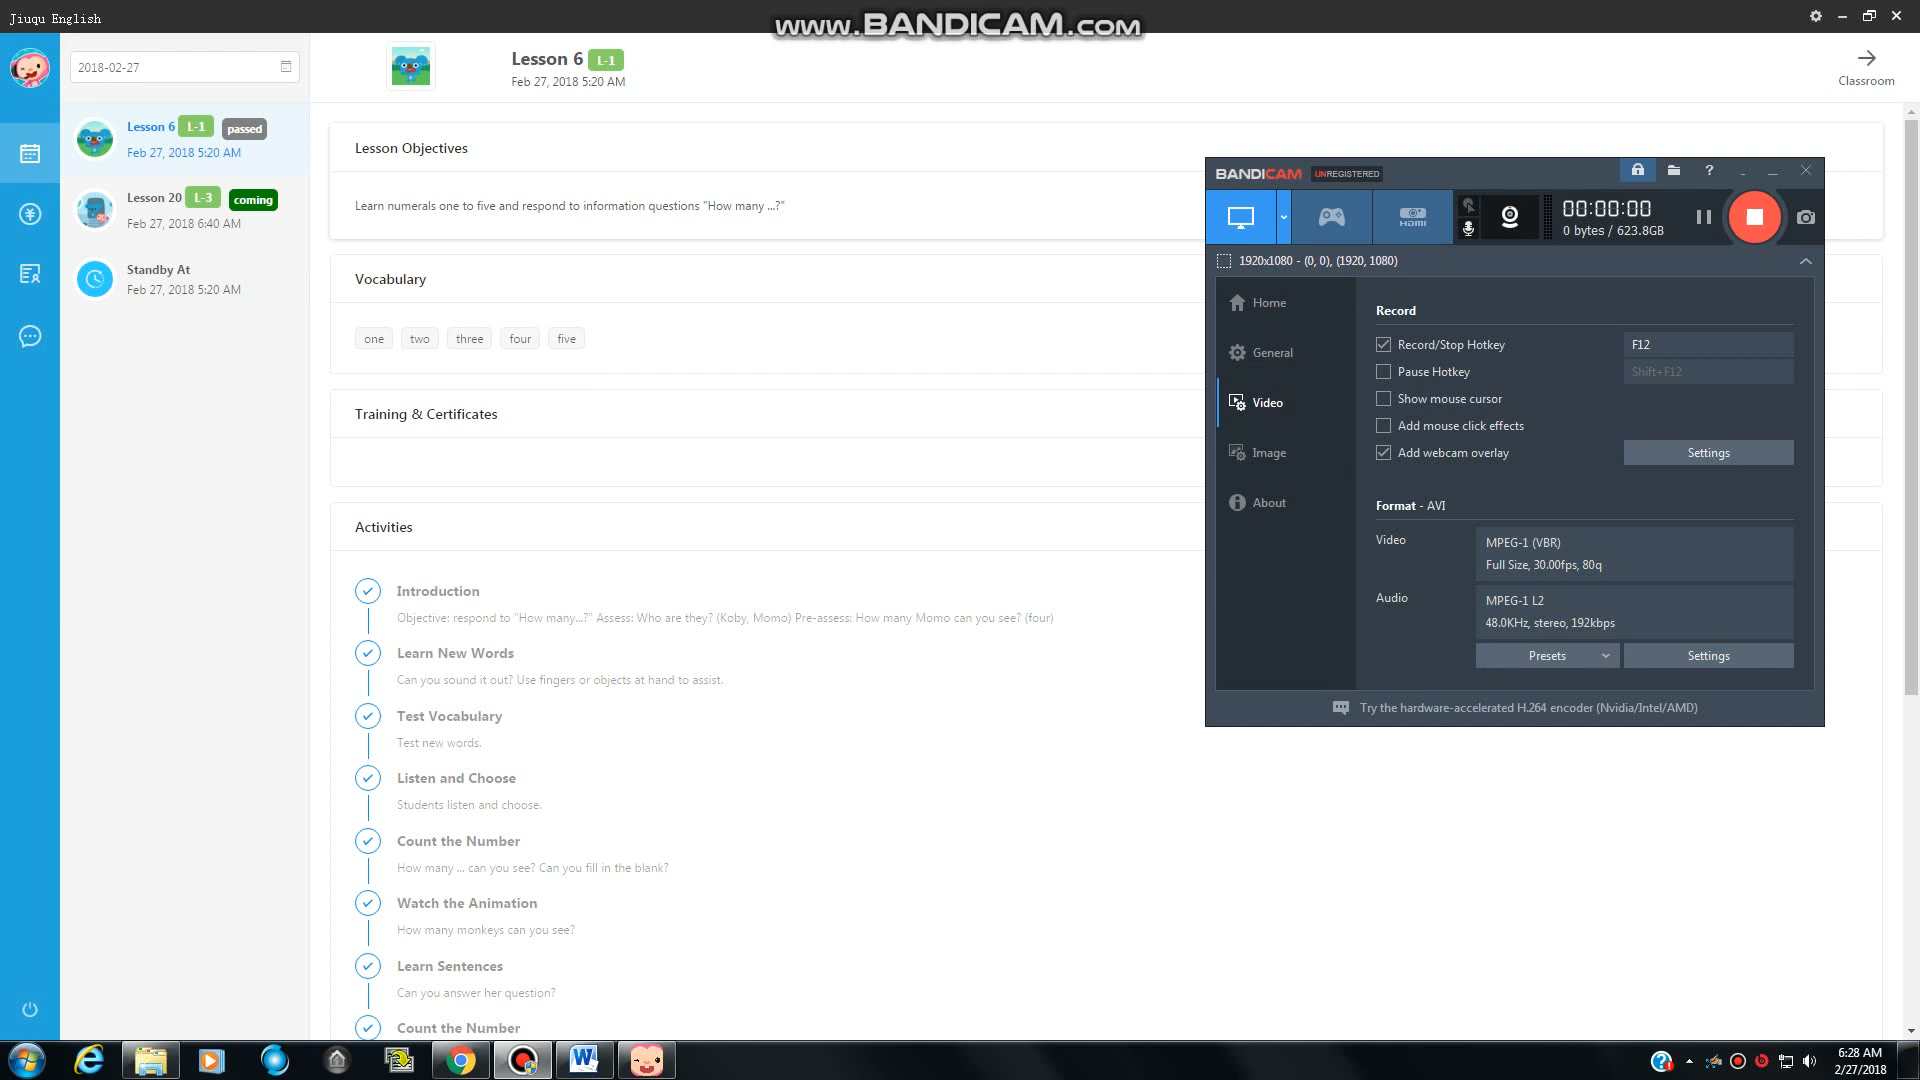 Jiuqu English
www.BANDICAM.com
2018-02-27
Lesson 6 L-1 passed
Feb 27, 2018 5:20 AM
Lesson 20 L-3 coming
Feb 27, 2018 6:40 AM
Standby At
Feb 27, 2018 5:20 AM
Lesson 6 L-1
Feb 27, 2018 5:20 AM
Classroom
Lesson Objectives
Learn numerals one to five and respond to information questions "How many ...?"
Vocabulary
one two three four five
Training & Certificates
Activities
Introduction
Objective: respond to "How many...?" Assess: Who are they? (Koby, Momo) Pre-assess: How many Momo can you see? (four)
Learn New Words
Can you sound it out? Use fingers or objects at hand to assist.
Test Vocabulary
Test new words.
Listen and Choose
Students listen and choose.
Count the Number
How many ... can you see? Can you fill in the blank?
Watch the Animation
How many monkeys can you see?
Learn Sentences
Can you answer her question?
Count the Number
BANDICAM UNREGISTERED
HDMI
00:00:00
0 bytes / 623.8GB
1920x1080 - (0, 0), (1920, 1080)
Home
General
Video
Image
About
Record
Record/Stop Hotkey F12
Pause Hotkey Shift+F12
Show mouse cursor
Add mouse click effects
Add webcam overlay Settings
Format - AVI
Video
MPEG-1 (VBR)
Full Size, 30.00fps, 80q
Audio
MPEG-1 L2
48.0KHz, stereo, 192kbps
Presets Settings
Try the hardware-accelerated H.264 encoder (Nvidia/Intel/AMD)
6:28 AM
2/27/2018